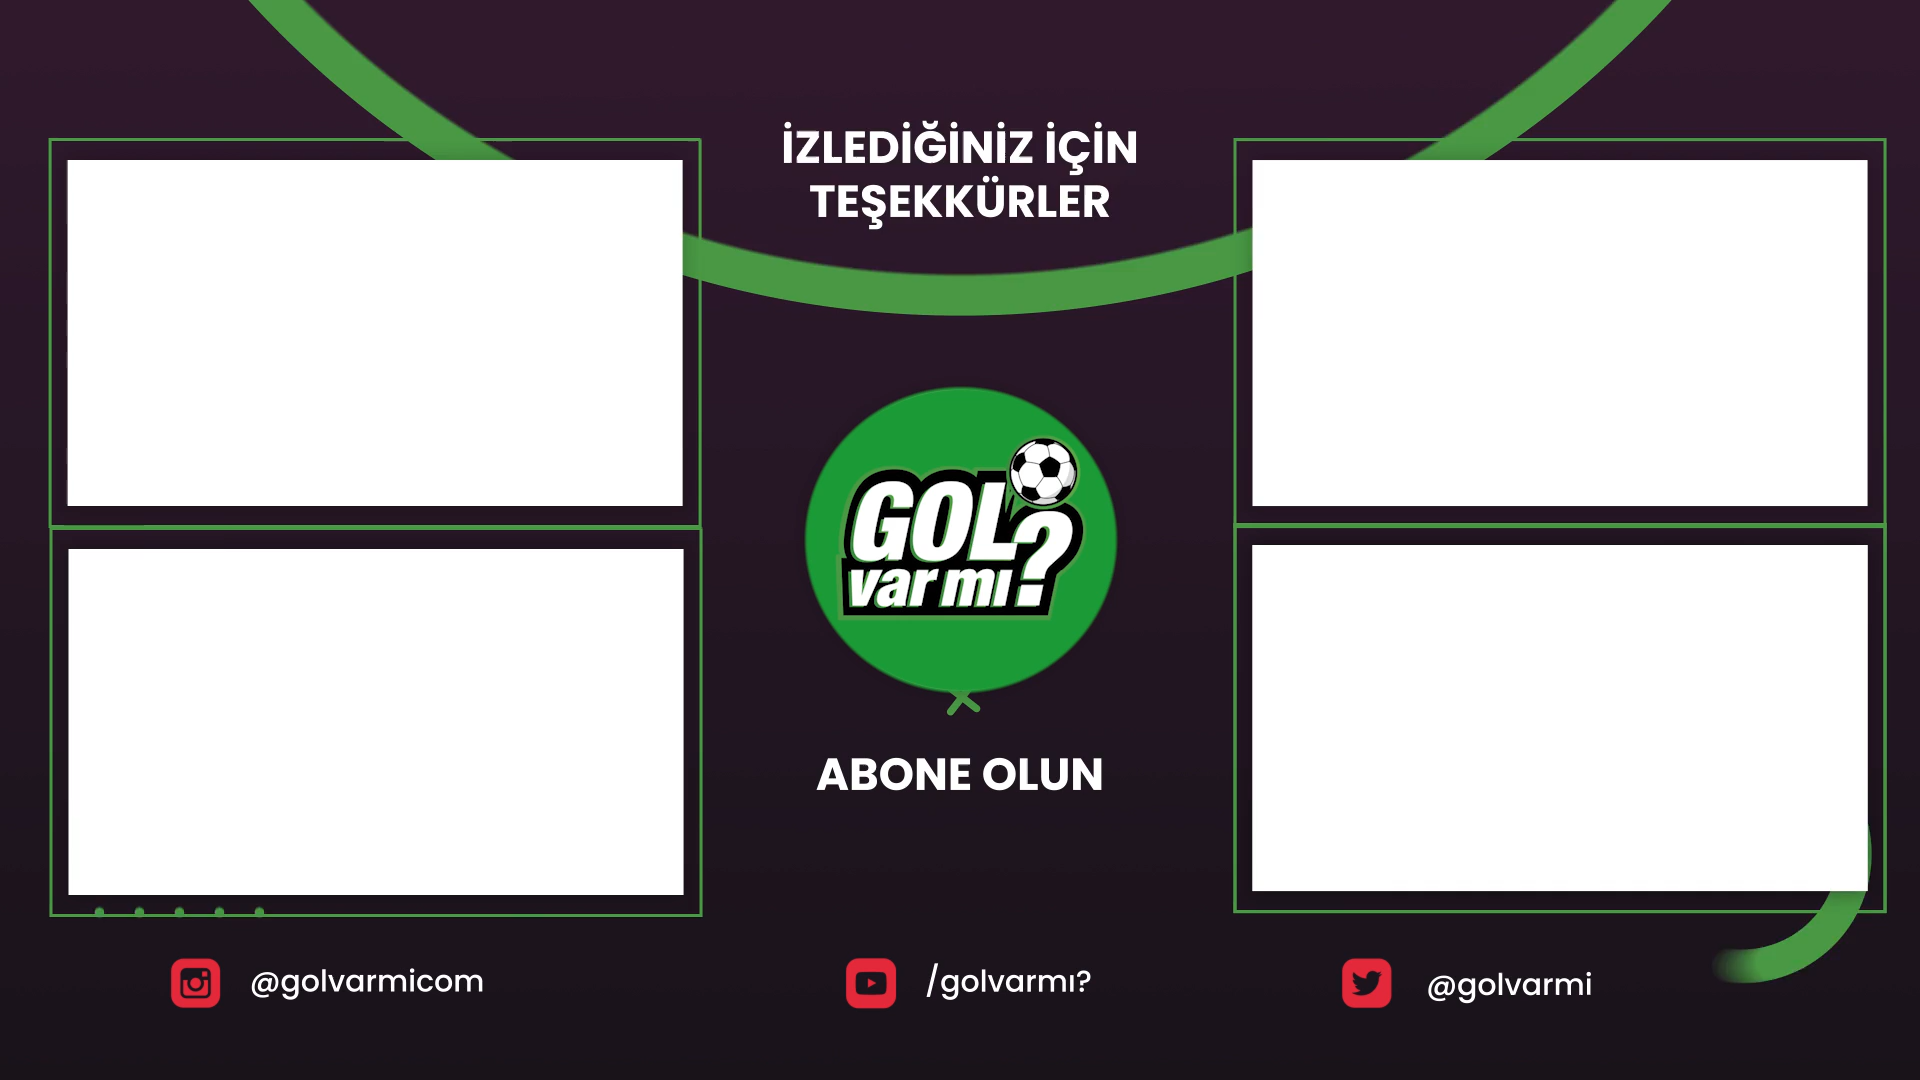 İZLEDİĞİNİZ İÇİN
TEŞEKKÜRLER
GOL
var mı?
ABONE OLUN
@golvarmicom
/golvarmı?
@golvarmi